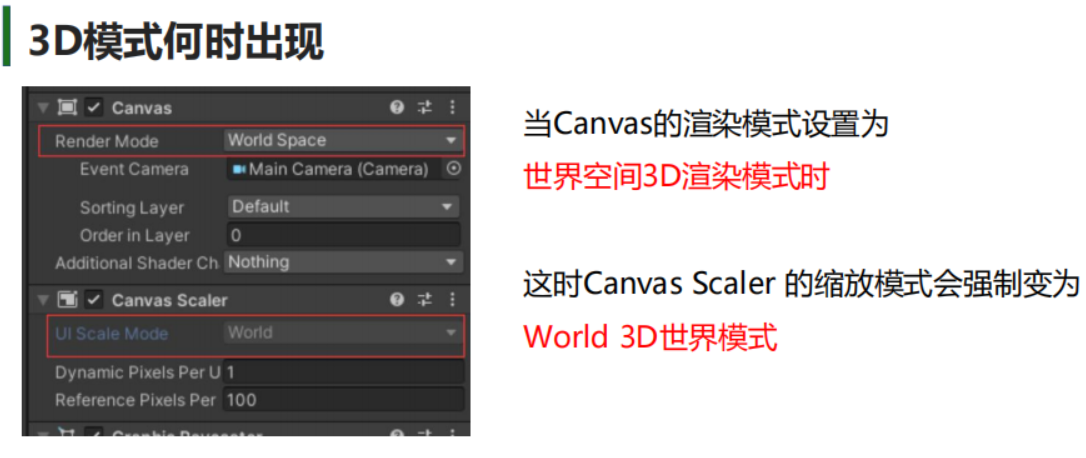 3D模式何时出现
Canvas
Render Mode World Space
Event Camera Main Camera (Camera)
Sorting Layer Default
Order in Layer 0
Additional Shader Ch Nothing
Canvas Scaler
UI Scale Mode World
Dynamic Pixels Per U 1
Reference Pixels Per 100
当Canvas的渲染模式设置为
世界空间3D渲染模式时
这时Canvas Scaler 的缩放模式会强制变为
World 3D世界模式